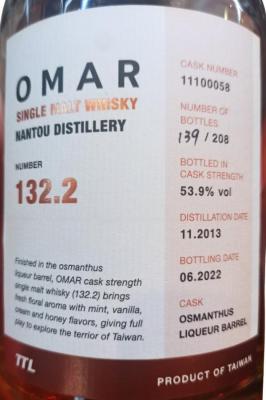 OMAR
SINGLE MALT WHISKY
NANTOU DISTILLERY
NUMBER
132.2
Finished in the osmanthus
liqueur barrel, OMAR cask strength
single malt whisky (132.2) brings
fresh floral aroma with mint, vanilla,
cream and honey flavors, giving full
play to explore the terrior of Taiwan.
TTL
CASK NUMBER
11100058
NUMBER OF
BOTTLES
139 / 208
BOTTLED IN
CASK STRENGTH
53.9% vol
DISTILLATION DATE
11.2013
BOTTLING DATE
06.2022
CASK
OSMANTHUS
LIQUEUR BARREL
PRODUCT OF TAIWAN